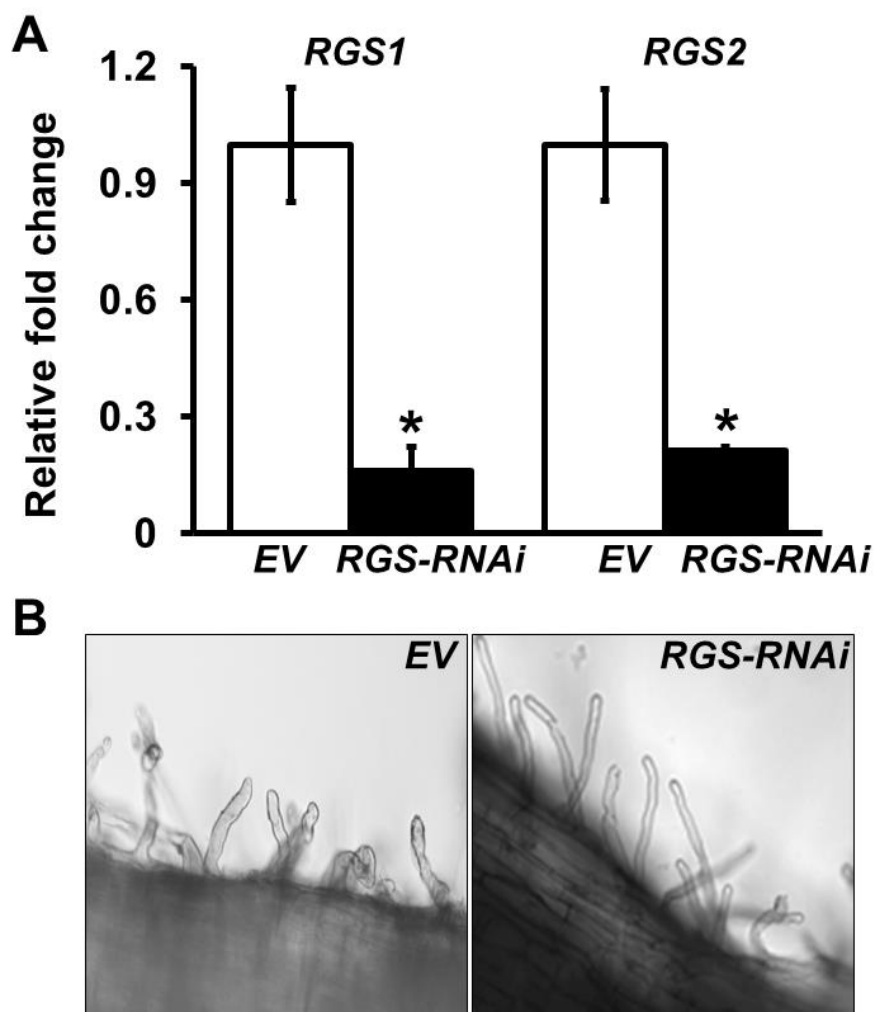 A
RGS1 RGS2
Relative fold change
1.2
0.9
0.6
0.3
0
* *
EV RGS-RNAi EV RGS-RNAi
B
EV RGS-RNAi